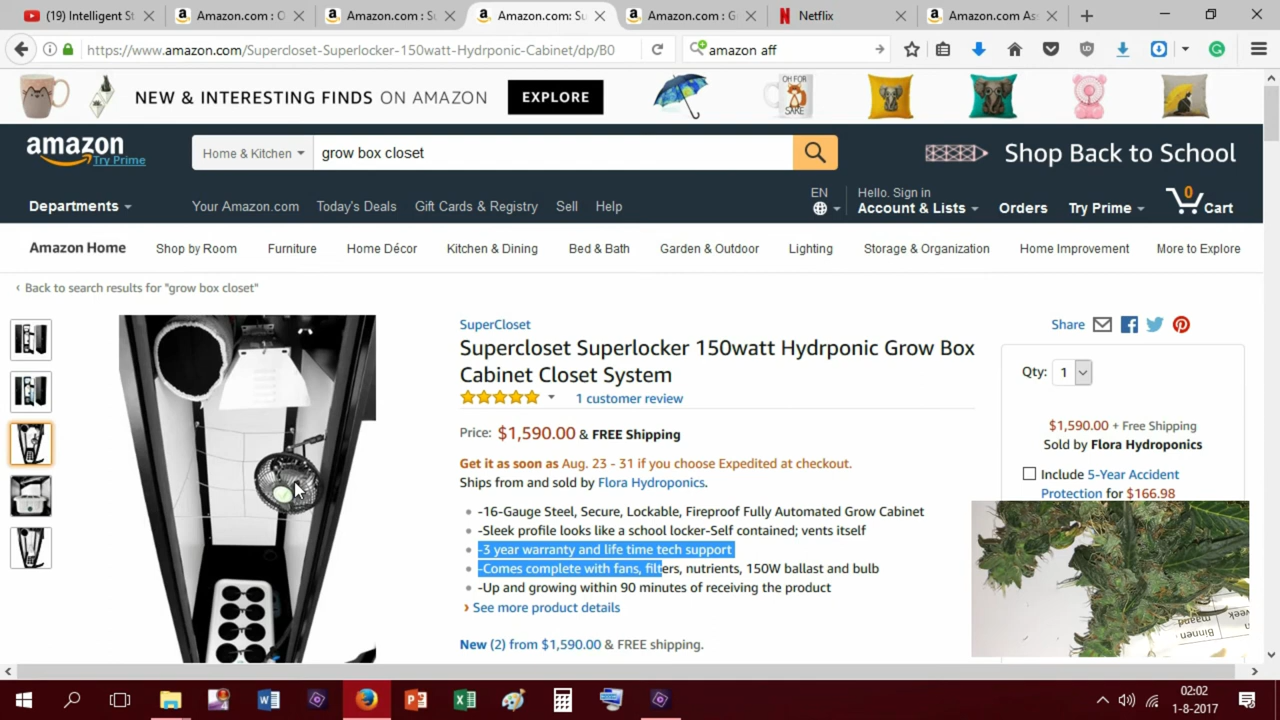 (19) Intelligent St
Amazon.com : O
Amazon.com : Su
Amazon.com: Su
Amazon.com : G
Netflix
Amazon.com As
https://www.amazon.com/Supercloset-Superlocker-150watt-Hydrponic-Cabinet/dp/B0
amazon aff
NEW & INTERESTING FINDS ON AMAZON
EXPLORE
OH FOR
SAKE
amazon
Try Prime
Home & Kitchen
grow box closet
Shop Back to School
Departments
Your Amazon.com
Today's Deals
Gift Cards & Registry
Sell
Help
EN
Hello. Sign in
Account & Lists
Orders
Try Prime
0
Cart
Amazon Home
Shop by Room
Furniture
Home Décor
Kitchen & Dining
Bed & Bath
Garden & Outdoor
Lighting
Storage & Organization
Home Improvement
More to Explore
‹ Back to search results for "grow box closet"
SuperCloset
Supercloset Superlocker 150watt Hydrponic Grow Box
Cabinet Closet System
1 customer review
Price: $1,590.00 & FREE Shipping
Get it as soon as Aug. 23 - 31 if you choose Expedited at checkout.
Ships from and sold by Flora Hydroponics.
-16-Gauge Steel, Secure, Lockable, Fireproof Fully Automated Grow Cabinet
-Sleek profile looks like a school locker-Self contained; vents itself
-3 year warranty and life time tech support
-Comes complete with fans, filters, nutrients, 150W ballast and bulb
-Up and growing within 90 minutes of receiving the product
› See more product details
New (2) from $1,590.00 & FREE shipping.
Share
Qty: 1
$1,590.00 + Free Shipping
Sold by Flora Hydroponics
Include 5-Year Accident
Protection for $166.98
week
maand
Binnen
02:02
1-8-2017